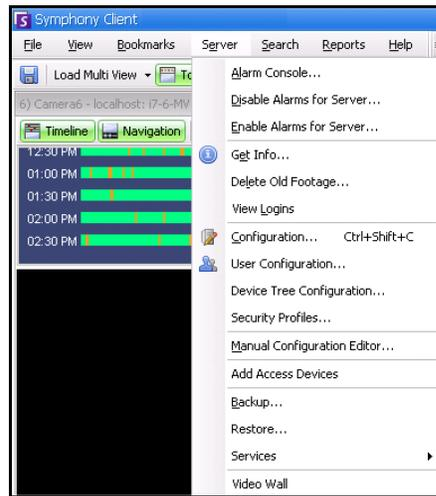 Symphony Client
File View Bookmarks Server Search Reports Help
Load Multi View
6) Camera6 - localhost: i7-6-MV
Timeline Navigation
12:30 PM
01:00 PM
01:30 PM
02:00 PM
02:30 PM
Alarm Console...
Disable Alarms for Server...
Enable Alarms for Server...
Get Info...
Delete Old Footage...
View Logins
Configuration... Ctrl+Shift+C
User Configuration...
Device Tree Configuration...
Security Profiles...
Manual Configuration Editor...
Add Access Devices
Backup...
Restore...
Services
Video Wall